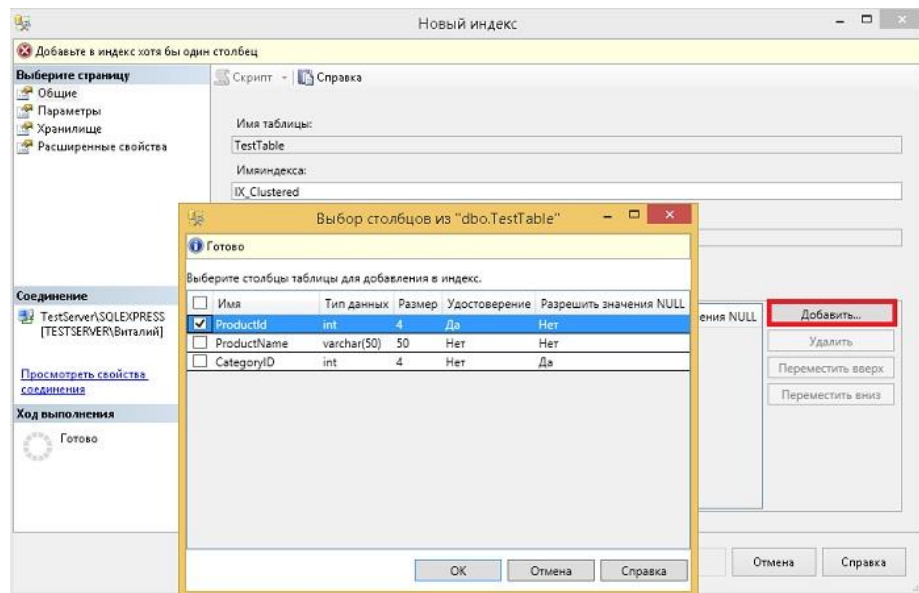 Новый индекс
Добавьте в индекс хотя бы один столбец
Выберите страницу
Общие
Параметры
Хранилище
Расширенные свойства
Скрипт
Справка
Имя таблицы:
TestTable
Имяиндекса:
IX_Clustered
Выбор столбцов из "dbo.TestTable"
Готово
Выберите столбцы таблицы для добавления в индекс.
Имя Тип данных Размер Удостоверение Разрешить значения NULL
ProductId int 4 Да Нет
ProductName varchar(50) 50 Нет Нет
CategoryID int 4 Нет Да
OK
Отмена
Справка
ения NULL
Добавить...
Удалить
Переместить вверх
Переместить вниз
Соединение
TestServer\SQLEXPRESS
[TESTSERVER\Виталий]
Просмотреть свойства
соединения
Ход выполнения
Готово
Отмена
Справка